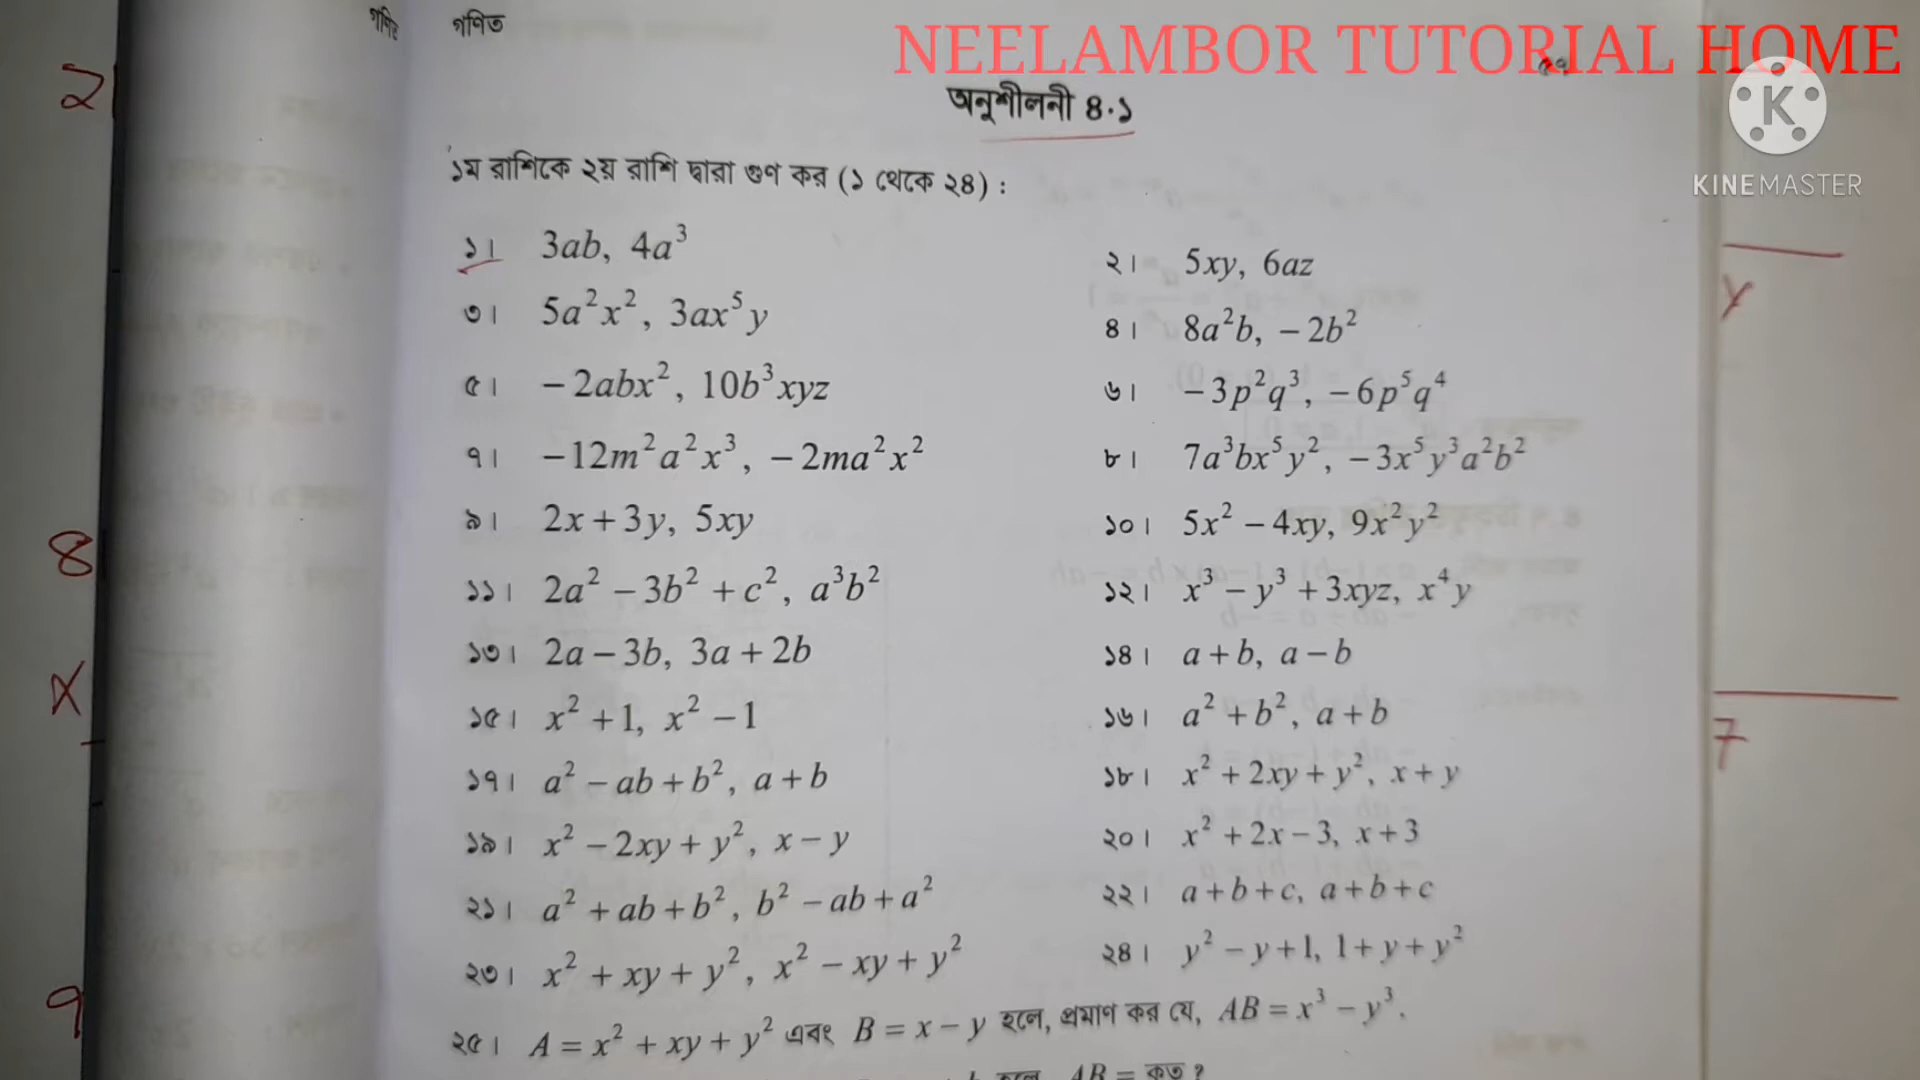 গণিত
NEELAMBOR TUTORIAL HOME
KINEMASTER
অনুশীলনী ৪.১
১ম রাশিকে ২য় রাশি দ্বারা গুণ কর (১ থেকে ২৪) :
১। 3ab, 4a³
২। 5xy, 6az
৩। 5a²x², 3ax⁵y
৪। 8a²b, −2b²
৫। −2abx², 10b³xyz
৬। −3p²q³, −6p⁵q⁴
৭। −12m²a²x³, −2ma²x²
৮। 7a³bx⁵y², −3x⁵y³a²b²
৯। 2x+3y, 5xy
১০। 5x²−4xy, 9x²y²
১১। 2a²−3b²+c², a³b²
১২। x³−y³+3xyz, x⁴y
১৩। 2a−3b, 3a+2b
১৪। a+b, a−b
১৫। x²+1, x²−1
১৬। a²+b², a+b
১৭। a²−ab+b², a+b
১৮। x²+2xy+y², x+y
১৯। x²−2xy+y², x−y
২০। x²+2x−3, x+3
২১। a²+ab+b², b²−ab+a²
২২। a+b+c, a+b+c
২৩। x²+xy+y², x²−xy+y²
২৪। y²−y+1, 1+y+y²
২৫। A=x²+xy+y² এবং B=x−y হলে, প্রমাণ কর যে, AB=x³−y³.
AB = কত ?